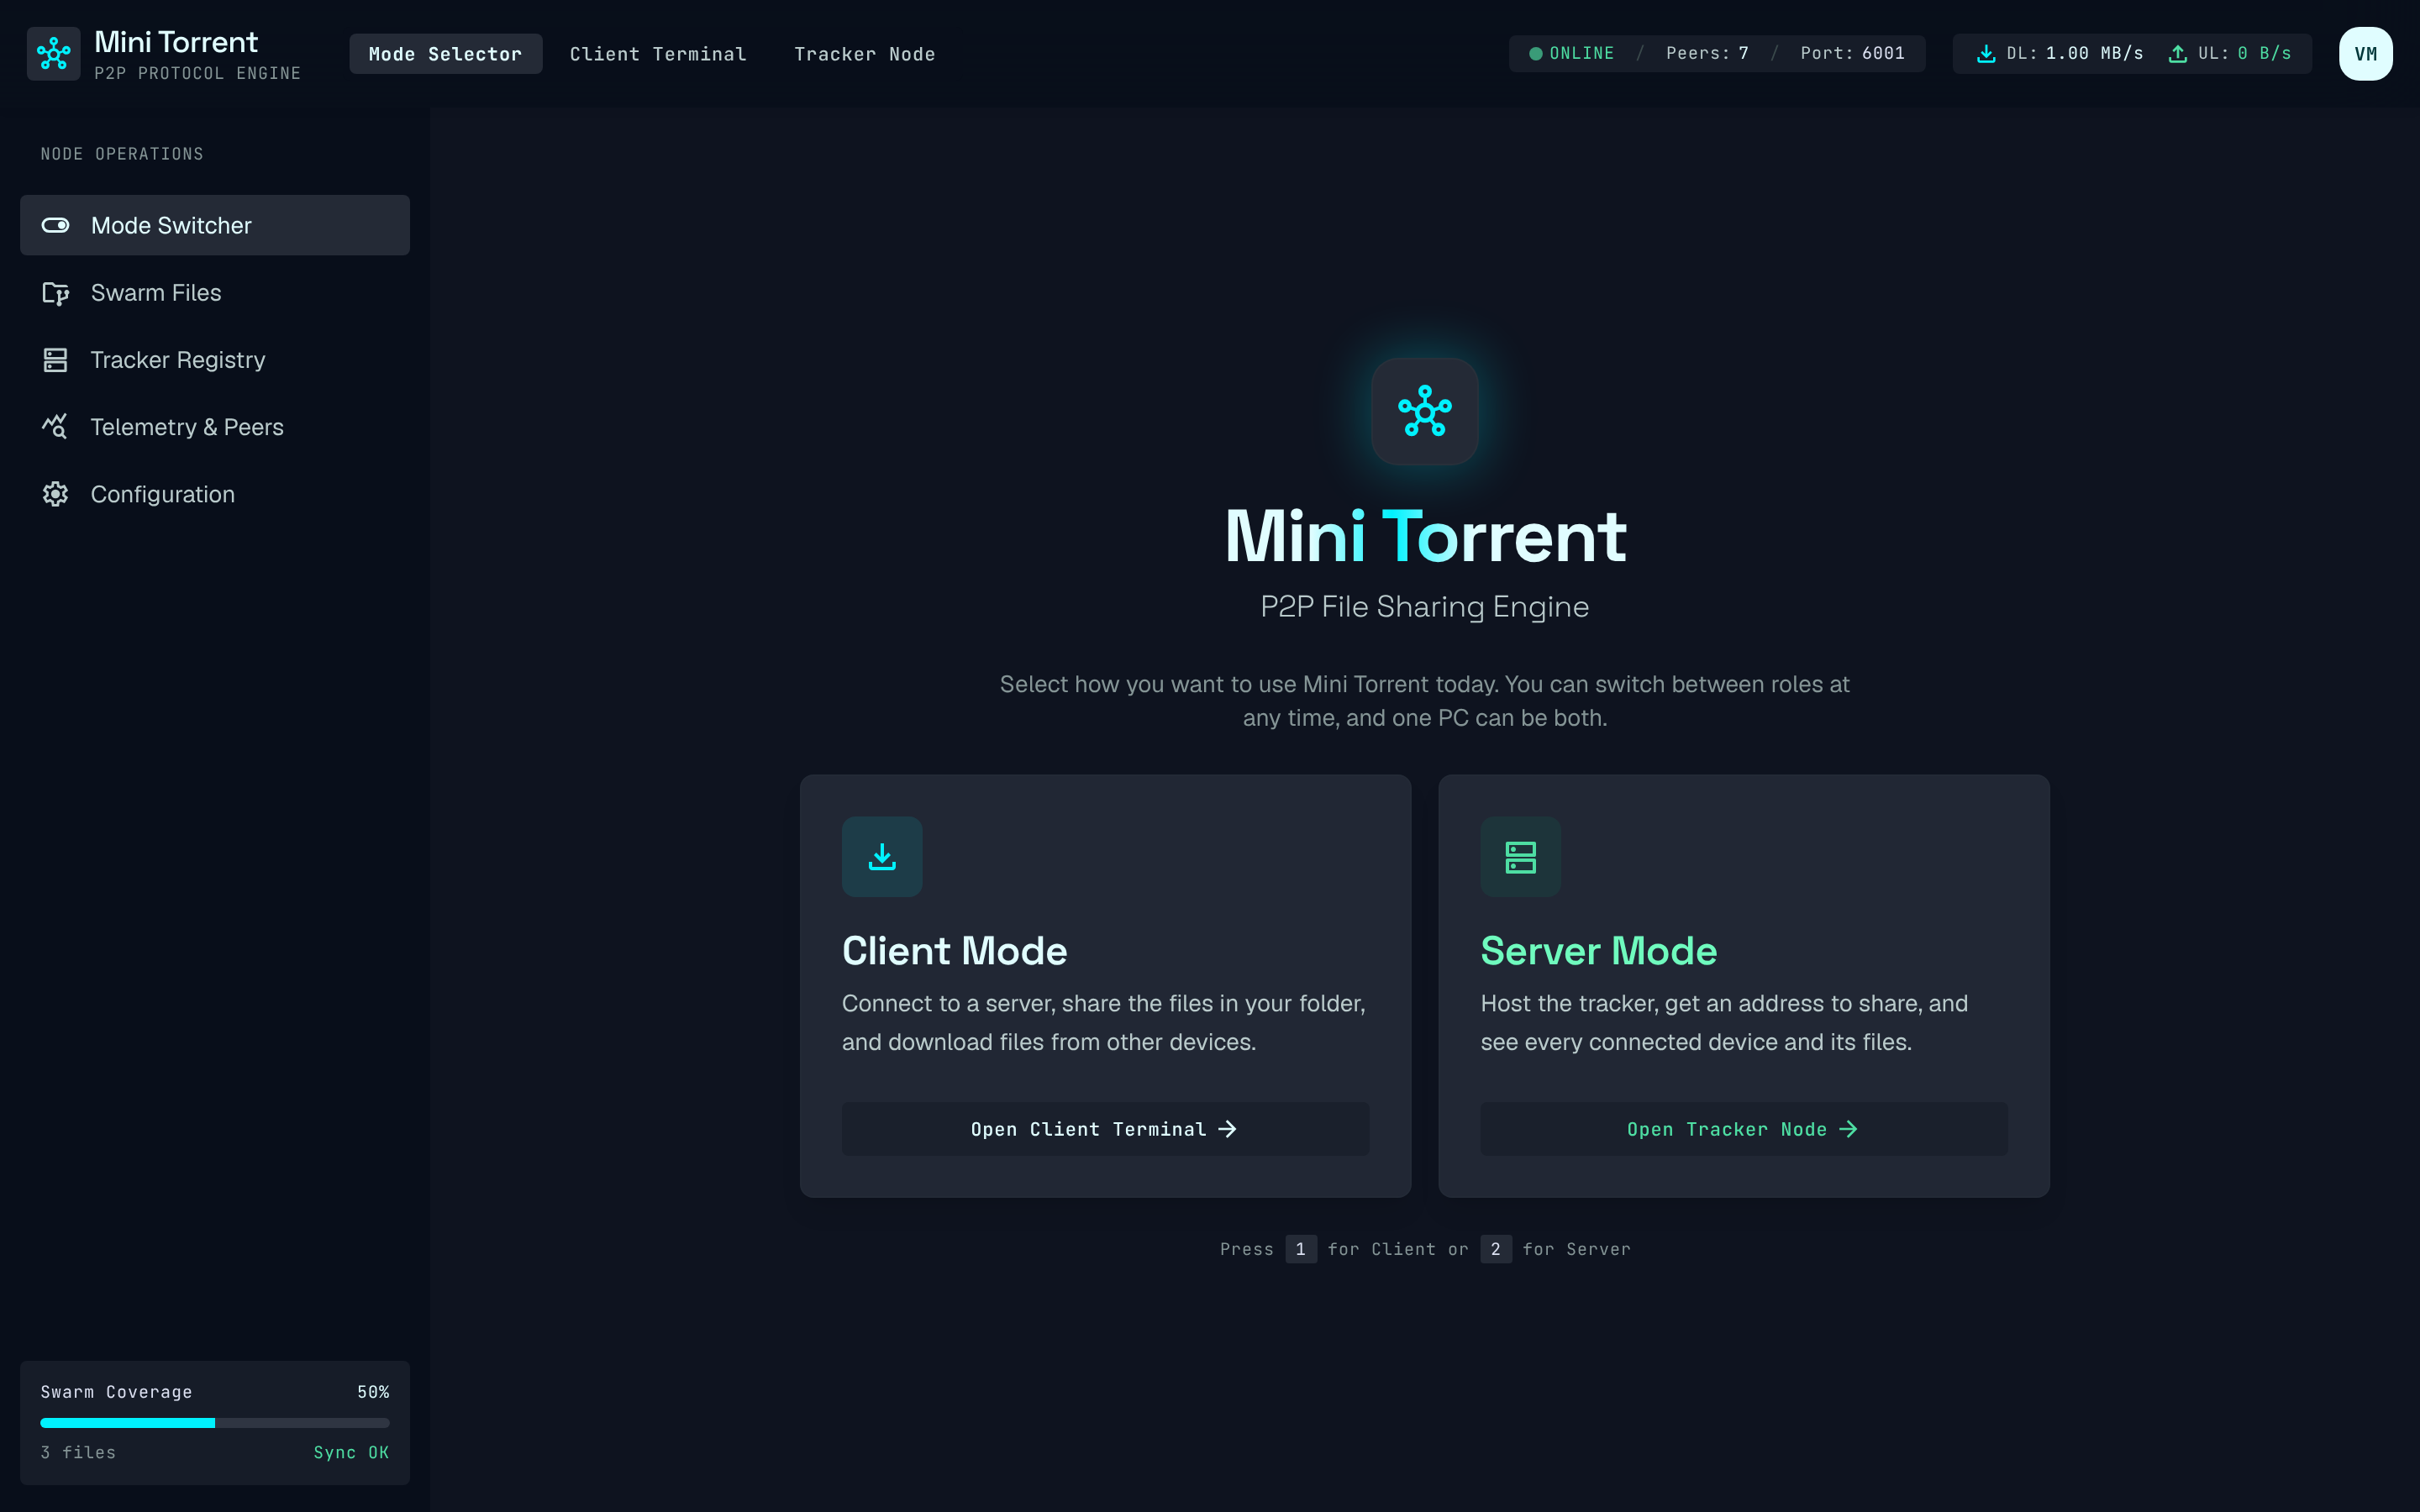 Mini Torrent
P2P PROTOCOL ENGINE
Mode Selector
Client Terminal
Tracker Node
ONLINE / Peers: 7 / Port: 6001
DL: 1.00 MB/s UL: 0 B/s
VM
NODE OPERATIONS
Mode Switcher
Swarm Files
Tracker Registry
Telemetry & Peers
Configuration
Mini Torrent
P2P File Sharing Engine
Select how you want to use Mini Torrent today. You can switch between roles at
any time, and one PC can be both.
Client Mode
Connect to a server, share the files in your folder,
and download files from other devices.
Open Client Terminal →
Server Mode
Host the tracker, get an address to share, and
see every connected device and its files.
Open Tracker Node →
Press 1 for Client or 2 for Server
Swarm Coverage 50%
3 files Sync OK